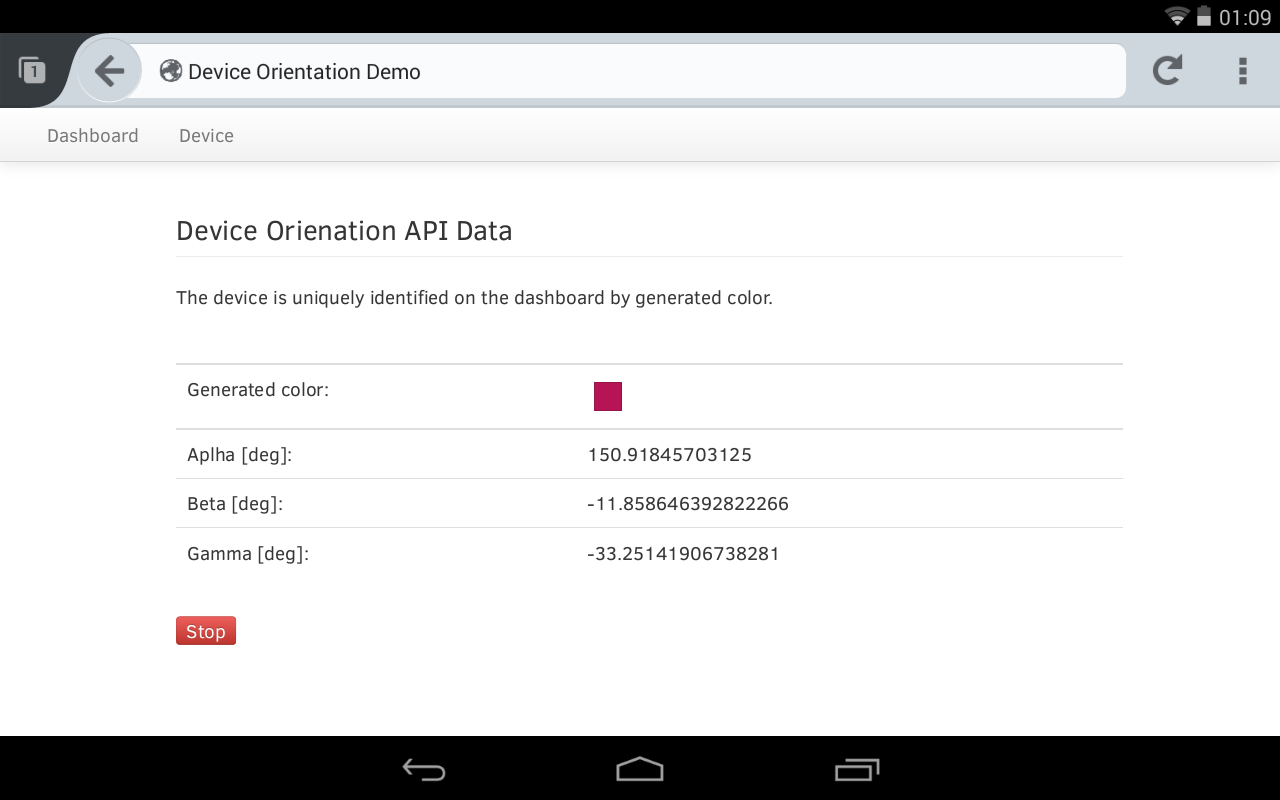 01:09
1
Device Orientation Demo
Dashboard Device
Device Orienation API Data
The device is uniquely identified on the dashboard by generated color.
Generated color:
Aplha [deg]: 150.91845703125
Beta [deg]: -11.858646392822266
Gamma [deg]: -33.25141906738281
Stop